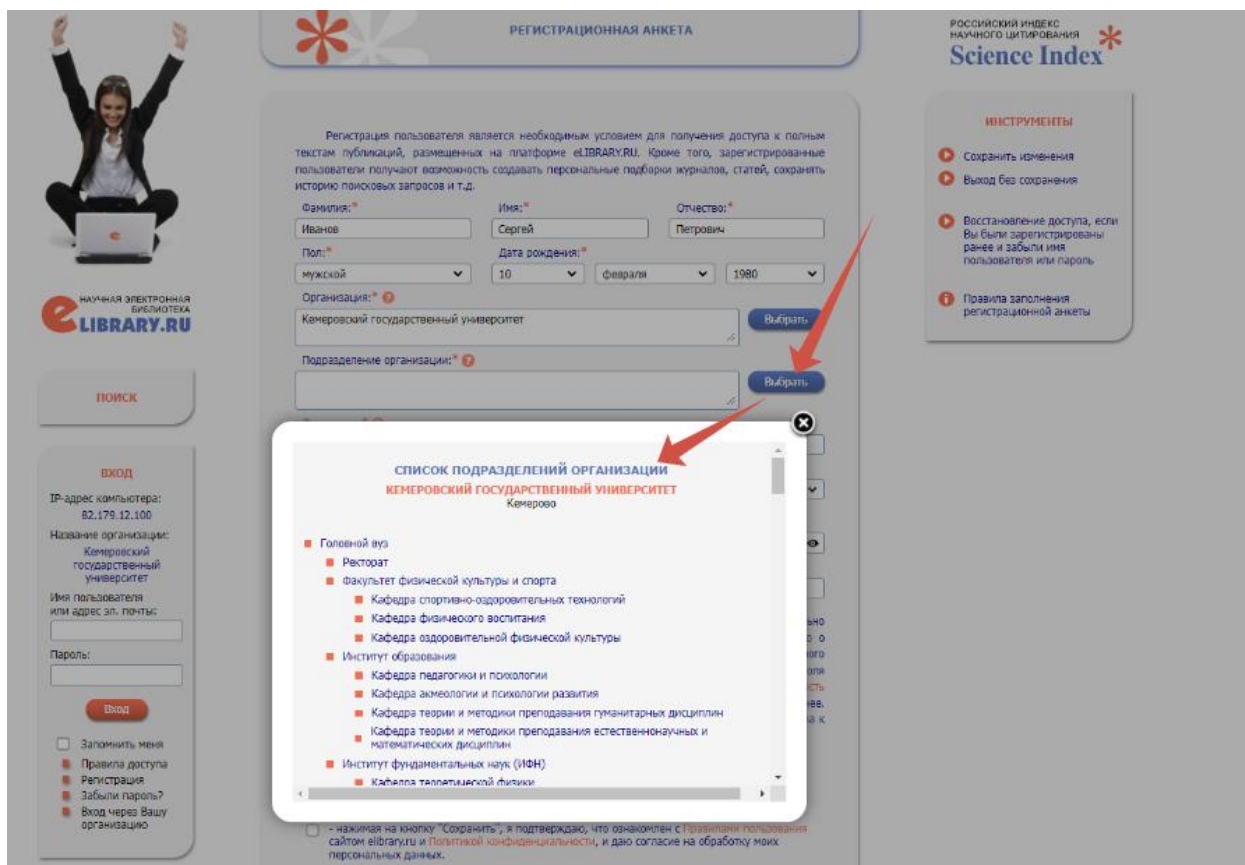 РЕГИСТРАЦИОННАЯ АНКЕТА
РОССИЙСКИЙ ИНДЕКС
НАУЧНОГО ЦИТИРОВАНИЯ
Science Index
НАУЧНАЯ ЭЛЕКТРОННАЯ
БИБЛИОТЕКА
eLIBRARY.RU
ПОИСК
ВХОД
IP-адрес компьютера:
82.179.12.100
Название организации:
Кемеровский
государственный
университет
Имя пользователя
или адрес эл. почты:
Пароль:
Вход
Запомнить меня
Правила доступа
Регистрация
Забыли пароль?
Вход через Вашу
организацию
Регистрация пользователя является необходимым условием для получения доступа к полным
текстам публикаций, размещенных на платформе eLIBRARY.RU. Кроме того, зарегистрированные
пользователи получают возможность создавать персональные подборки журналов, статей, сохранять
историю поисковых запросов и т.д.
Фамилия:* Имя:* Отчество:*
Иванов Сергей Петрович
Пол:* Дата рождения:*
мужской 10 февраля 1980
Организация:*
Кемеровский государственный университет Выбрать
Подразделение организации:*
Выбрать
СПИСОК ПОДРАЗДЕЛЕНИЙ ОРГАНИЗАЦИИ
КЕМЕРОВСКИЙ ГОСУДАРСТВЕННЫЙ УНИВЕРСИТЕТ
Кемерово
Головной вуз
Ректорат
Факультет физической культуры и спорта
Кафедра спортивно-оздоровительных технологий
Кафедра физического воспитания
Кафедра оздоровительной физической культуры
Институт образования
Кафедра педагогики и психологии
Кафедра акмеологии и психологии развития
Кафедра теории и методики преподавания гуманитарных дисциплин
Кафедра теории и методики преподавания естественнонаучных и
математических дисциплин
Институт фундаментальных наук (ИФН)
Кафедра теоретической физики
- нажимая на кнопку "Сохранить", я подтверждаю, что ознакомлен с Правилами пользования
сайтом elibrary.ru и Политикой конфиденциальности, и даю согласие на обработку моих
персональных данных.
ИНСТРУМЕНТЫ
Сохранить изменения
Выход без сохранения
Восстановление доступа, если
Вы были зарегистрированы
ранее и забыли имя
пользователя или пароль
Правила заполнения
регистрационной анкеты